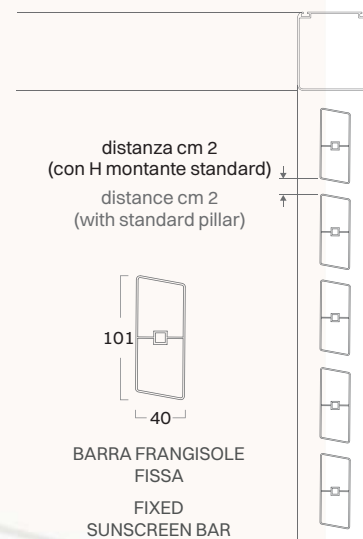 distanza cm 2
(con H montante standard)
distance cm 2
(with standard pillar)
101
40
BARRA FRANGISOLE
FISSA
FIXED
SUNSCREEN BAR